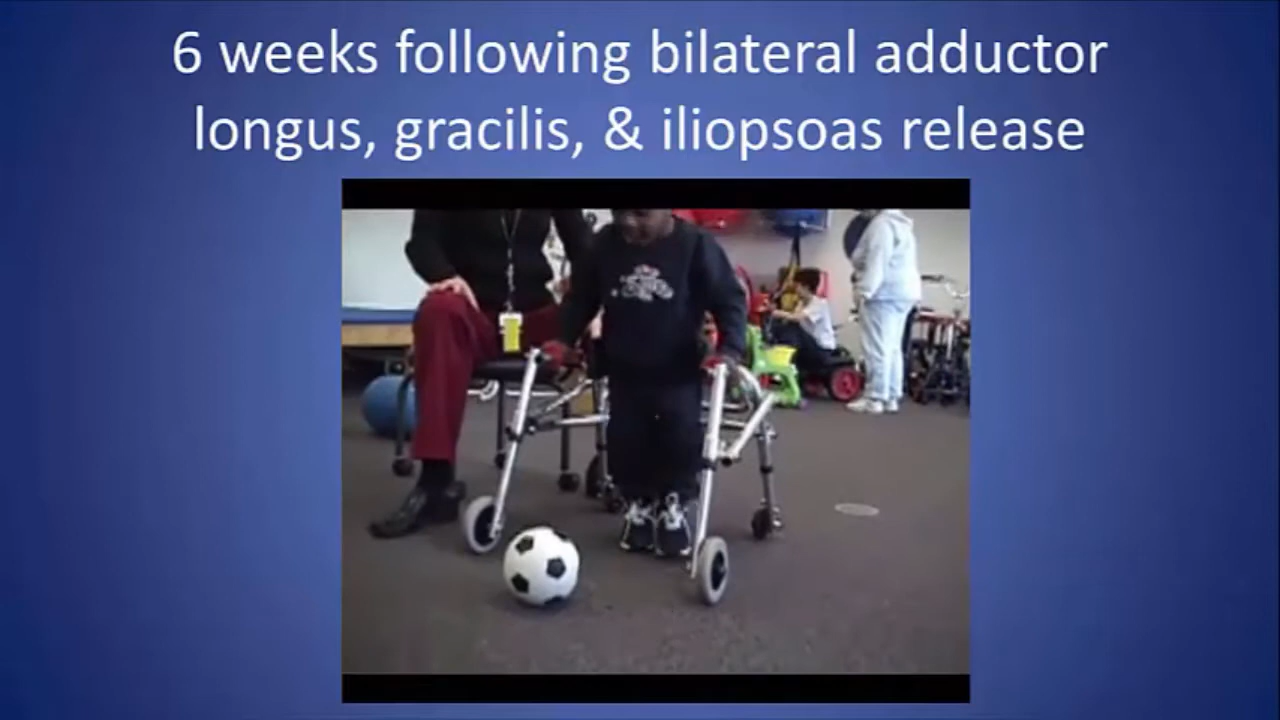 6 weeks following bilateral adductor
longus, gracilis, & iliopsoas release